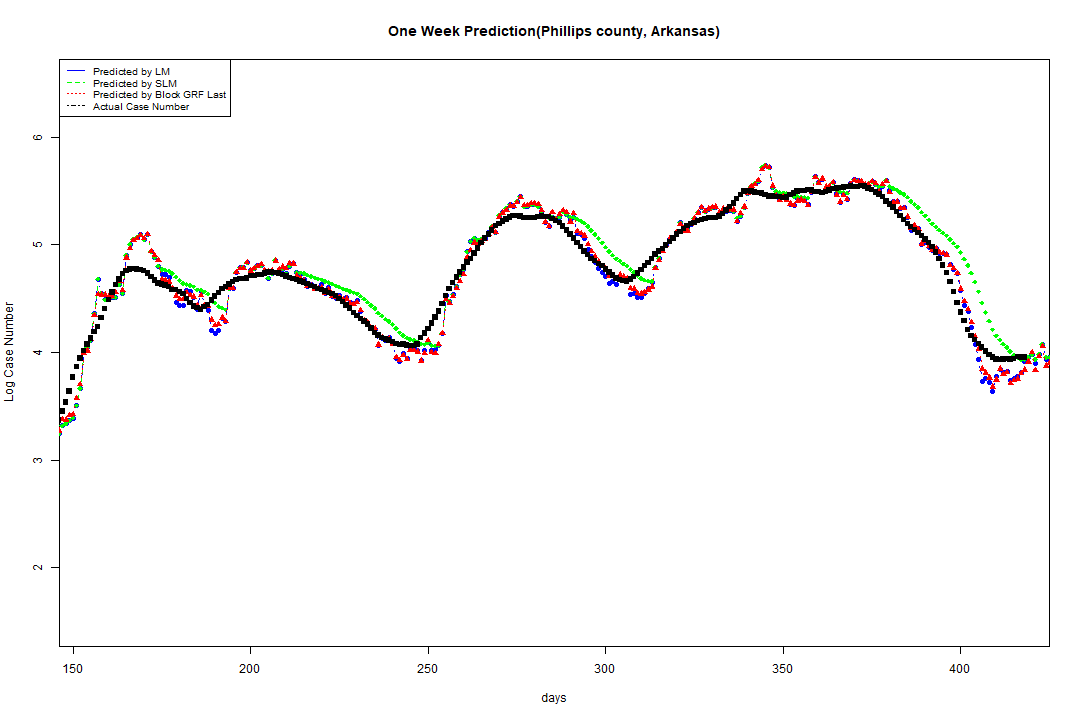 One Week Prediction(Phillips county, Arkansas)
Predicted by LM
Predicted by SLM
Predicted by Block GRF Last
Actual Case Number
6
5
4
3
2
Log Case Number
150 200 250 300 350 400
days